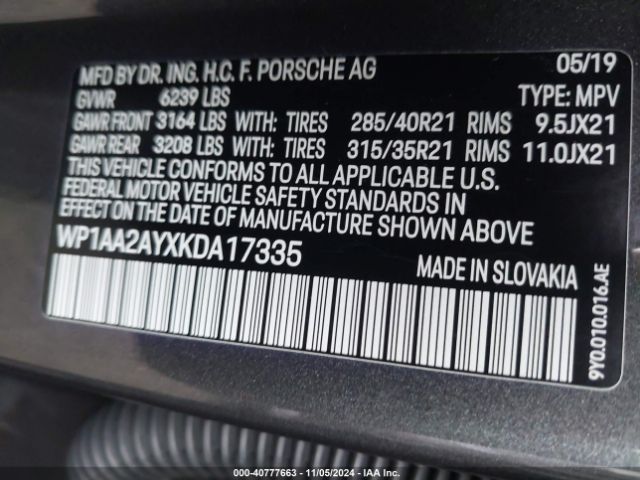 MFD BY DR. ING. H.C. F. PORSCHE AG 05/19
GVWR 6239 LBS TYPE: MPV
GAWR FRONT 3164 LBS WITH: TIRES 285/40R21 RIMS 9.5JX21
GAWR REAR 3208 LBS WITH: TIRES 315/35R21 RIMS 11.0JX21
THIS VEHICLE CONFORMS TO ALL APPLICABLE U.S.
FEDERAL MOTOR VEHICLE SAFETY STANDARDS IN
EFFECT ON DATE OF MANUFACTURE SHOWN ABOVE
WP1AA2AYXKDA17335
MADE IN SLOVAKIA
9Y0.010.016.AE
000-40777663 - 11/05/2024 - IAA Inc.